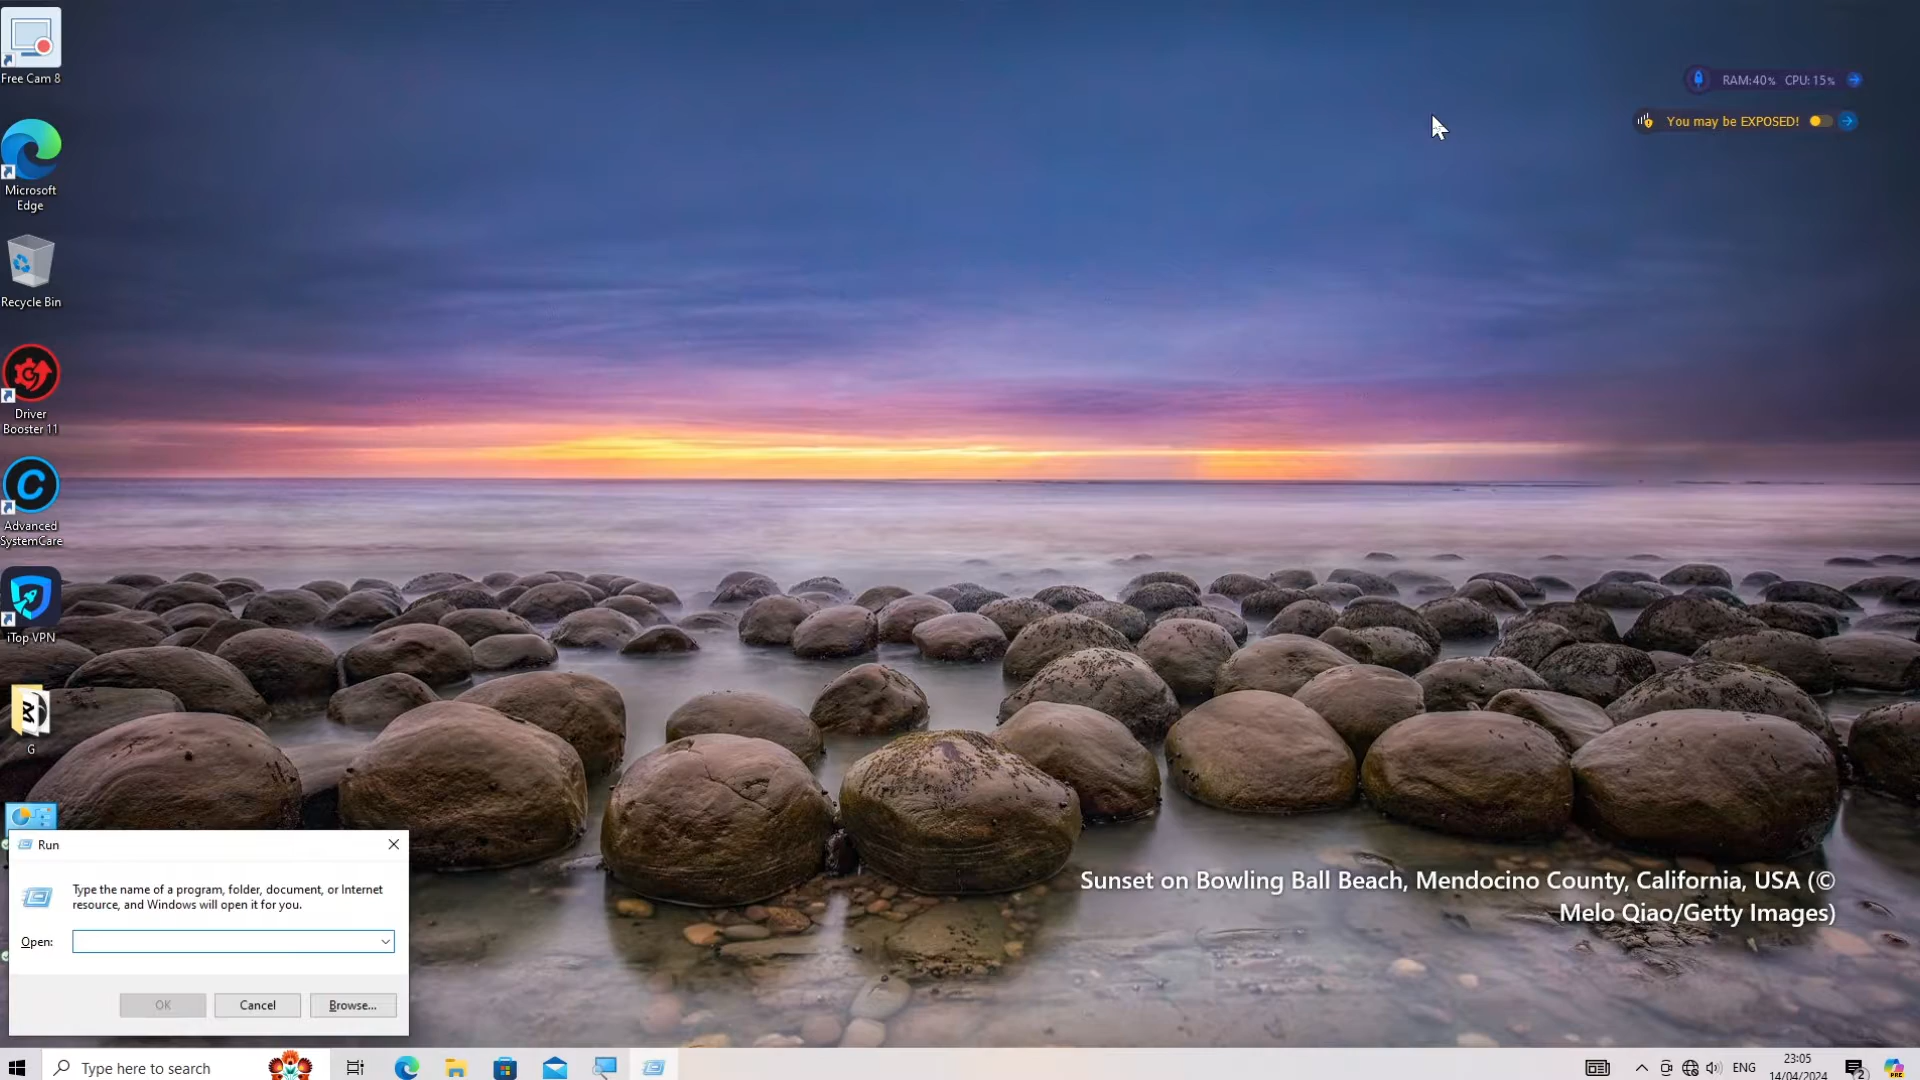 Free Cam 8
Microsoft
Edge
Recycle Bin
Driver
Booster 11
Advanced
SystemCare
iTop VPN
G
RAM:40% CPU: 15%
You may be EXPOSED!
Run
Type the name of a program, folder, document, or Internet
resource, and Windows will open it for you.
Open:
OK
Cancel
Browse...
Sunset on Bowling Ball Beach, Mendocino County, California, USA (©
Melo Qiao/Getty Images)
Type here to search
ENG
23:05
14/04/2024
2
PRE